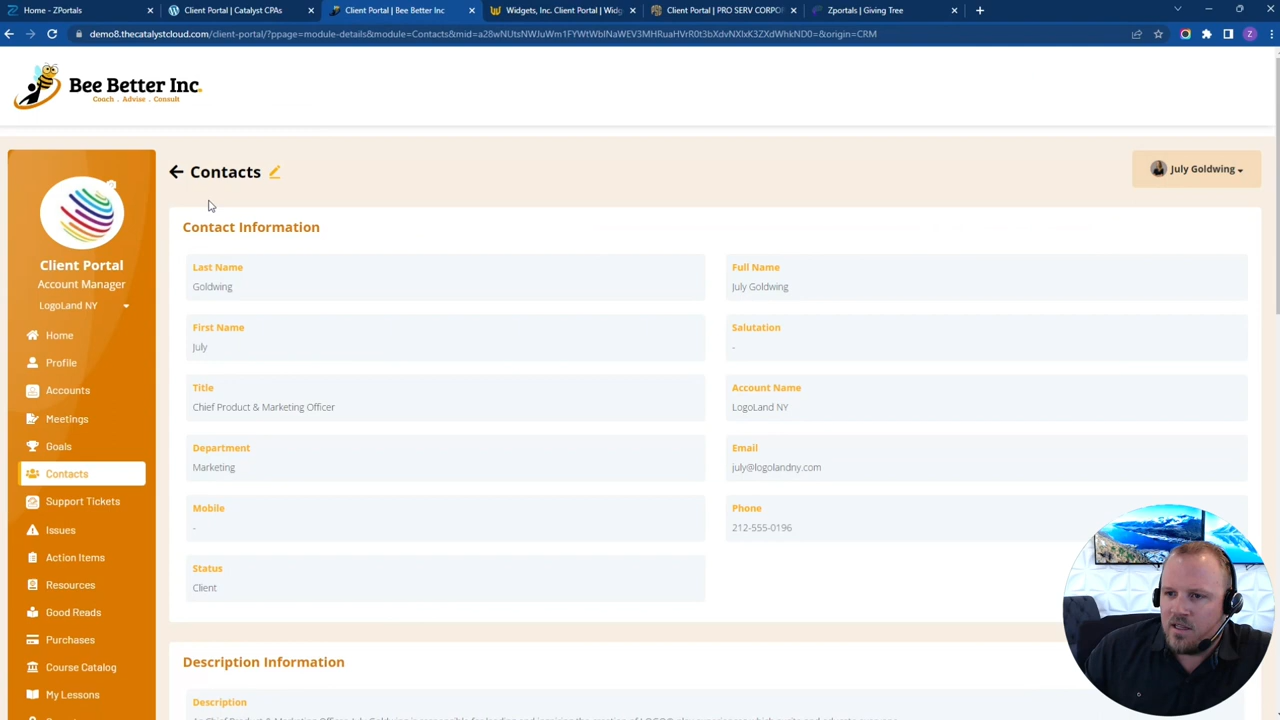 Home - ZPortals
Client Portal | Catalyst CPAs
Client Portal | Bee Better Inc
Widgets, Inc. Client Portal | Widg
Client Portal | PRO SERV CORPOR
Zportals | Giving Tree
demo8.thecatalystcloud.com/client-portal/?ppage=module-details&module=Contacts
&origin=CRM
Z
Bee Better Inc.
Coach . Advise . Consult
Contacts
July Goldwing
Client Portal
Account Manager
LogoLand NY
Home
Profile
Accounts
Meetings
Goals
Contacts
Support Tickets
Issues
Action Items
Resources
Good Reads
Purchases
Course Catalog
My Lessons
Contact Information
Last Name
Goldwing
Full Name
July Goldwing
First Name
July
Salutation
-
Title
Chief Product & Marketing Officer
Account Name
LogoLand NY
Department
Marketing
Email
july@logolandny.com
Mobile
-
Phone
212-555-0196
Status
Client
Description Information
Description